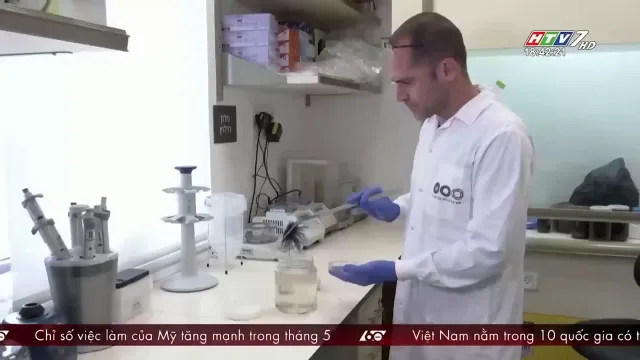 HTV7 HD
18:42:21
Chỉ số việc làm của Mỹ tăng mạnh trong tháng 5
Việt Nam nằm trong 10 quốc gia có t